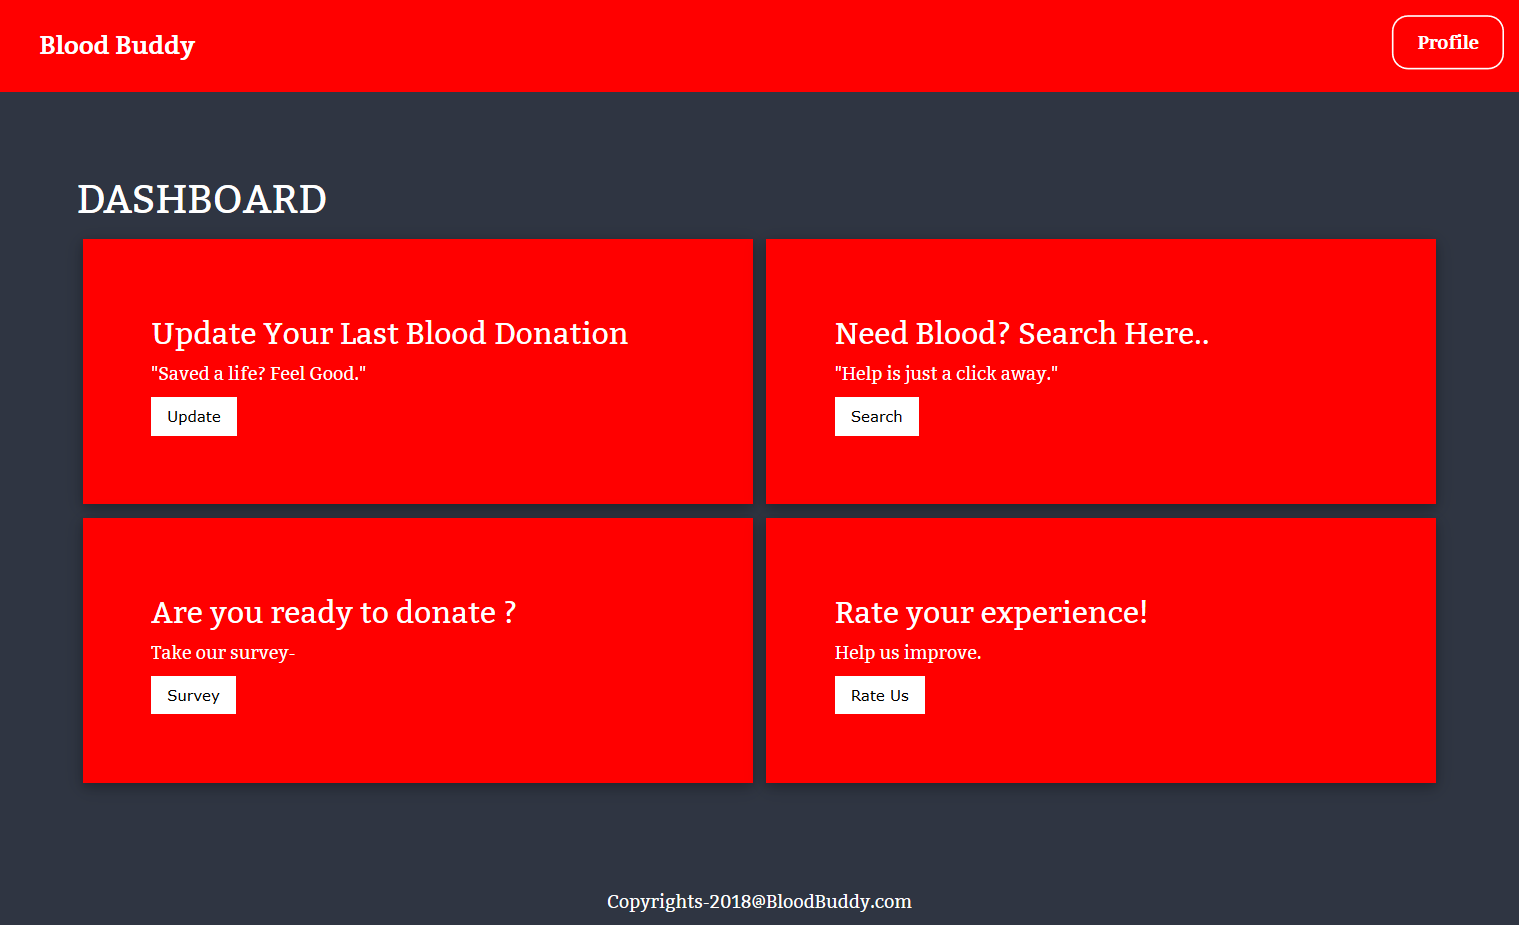 Blood Buddy
Profile
DASHBOARD
Update Your Last Blood Donation
"Saved a life? Feel Good."
Update
Need Blood? Search Here..
"Help is just a click away."
Search
Are you ready to donate ?
Take our survey-
Survey
Rate your experience!
Help us improve.
Rate Us
Copyrights-2018@BloodBuddy.com